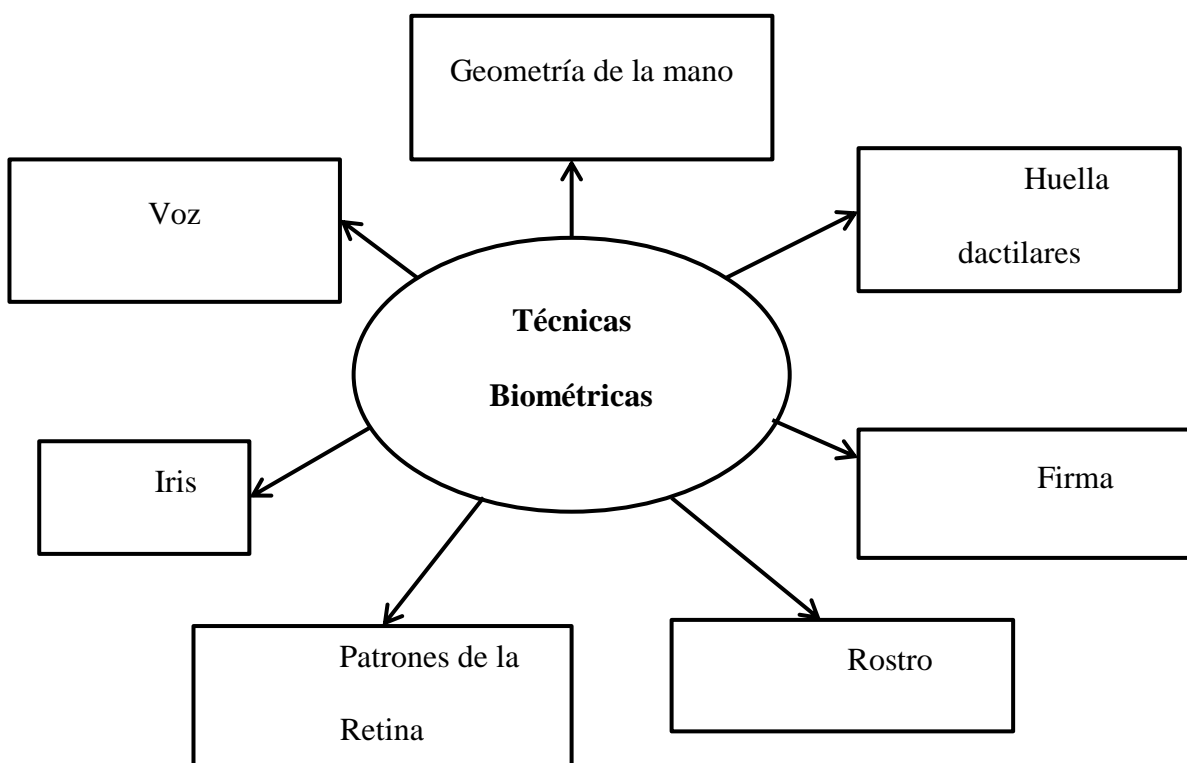 Geometría de la mano
Voz
Huella
dactilares
Técnicas
Biométricas
Iris
Firma
Patrones de la
Retina
Rostro